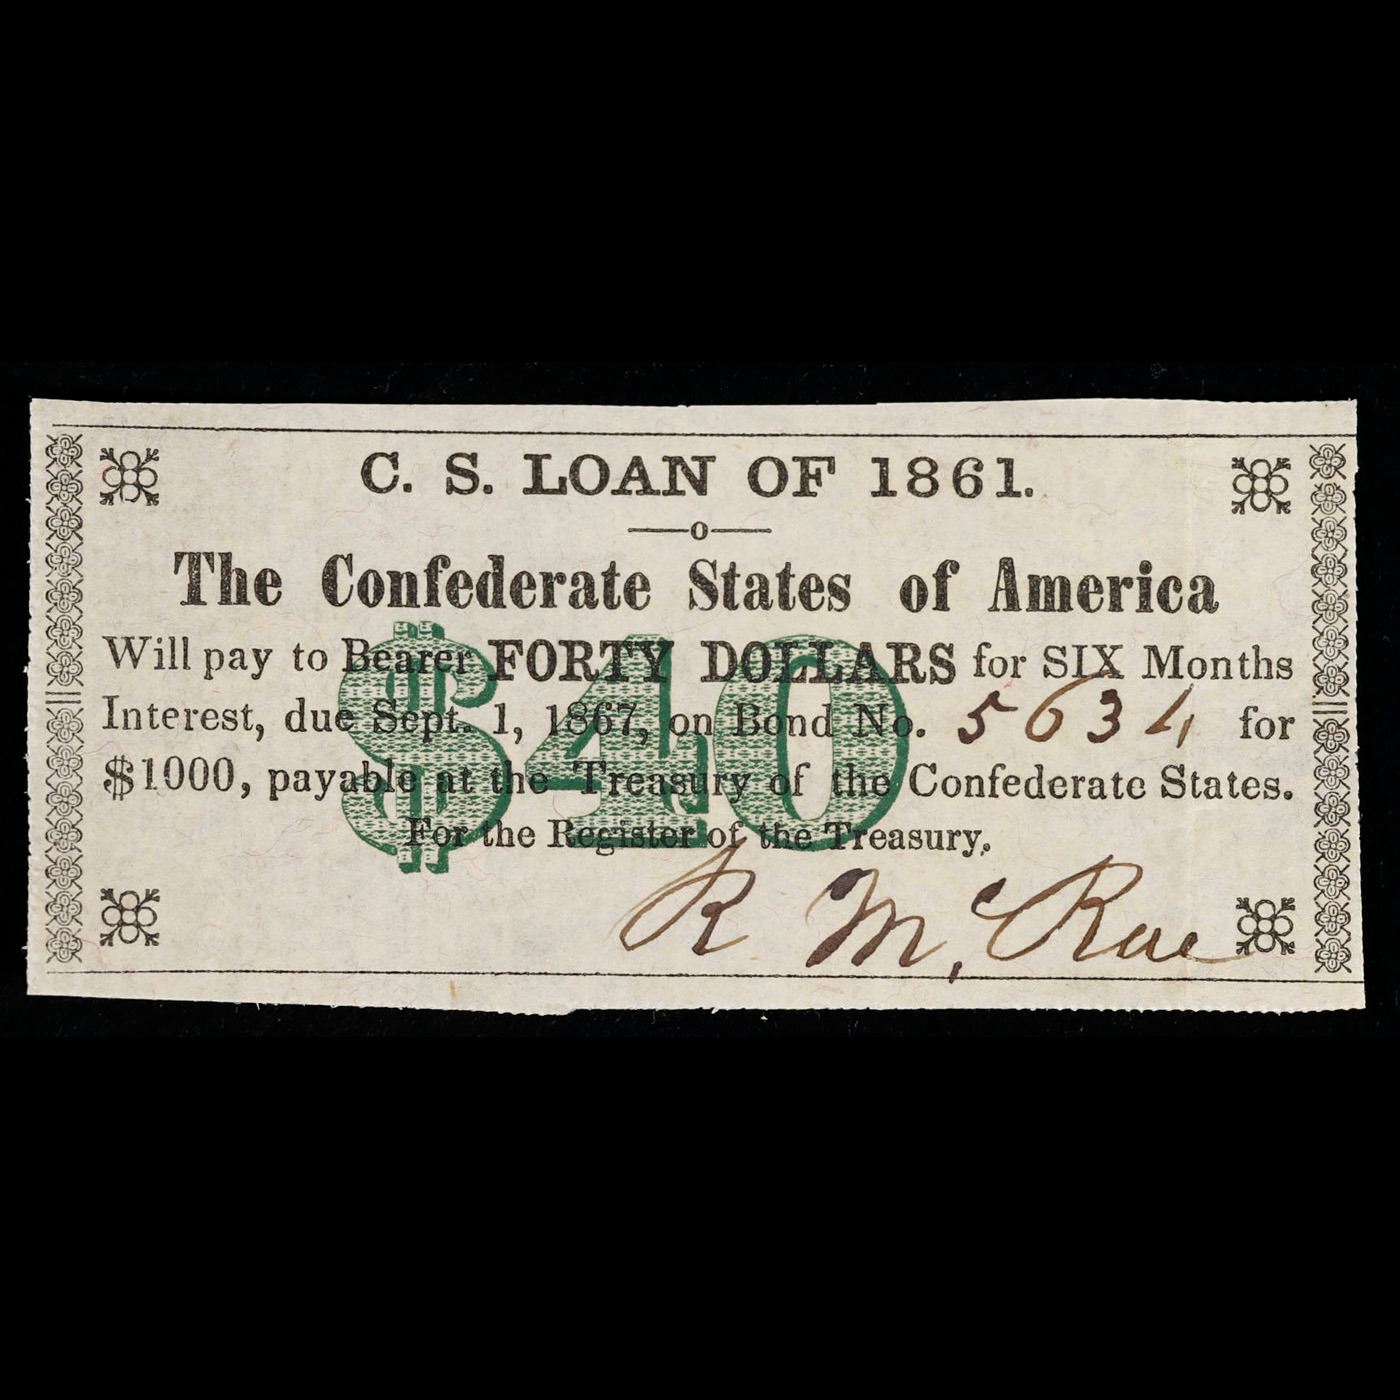 C. S. LOAN OF 1861.
The Confederate States of America
$40
Will pay to Bearer FORTY DOLLARS for SIX Months
Interest, due Sept. 1, 1867, on Bond No. 5634 for
$1000, payable at the Treasury of the Confederate States.
For the Register of the Treasury.
R McRae